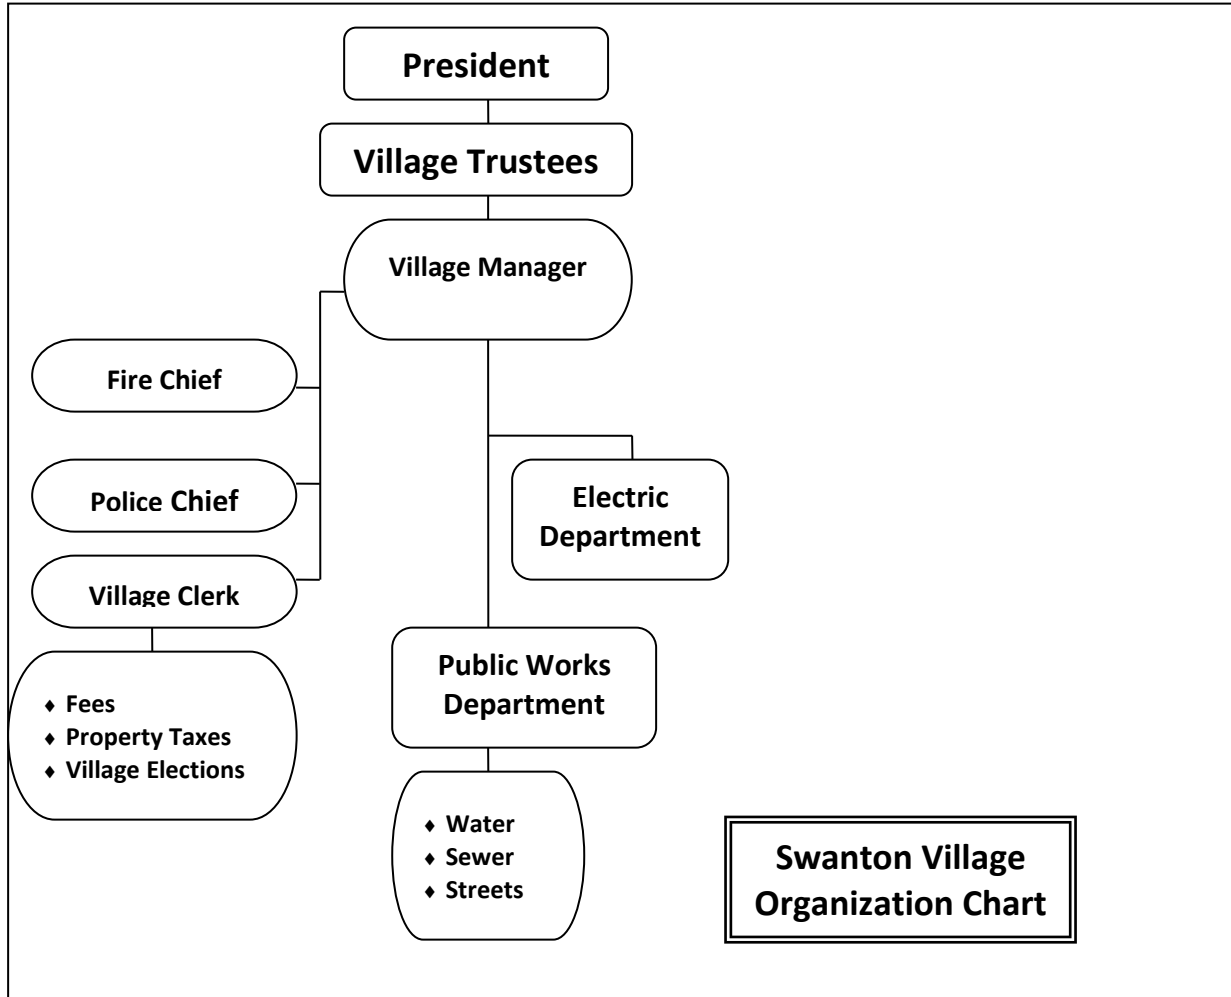 President
Village Trustees
Village Manager
Fire Chief
Police Chief
Village Clerk
♦ Fees
♦ Property Taxes
♦ Village Elections
Electric
Department
Public Works
Department
♦ Water
♦ Sewer
♦ Streets
Swanton Village
Organization Chart